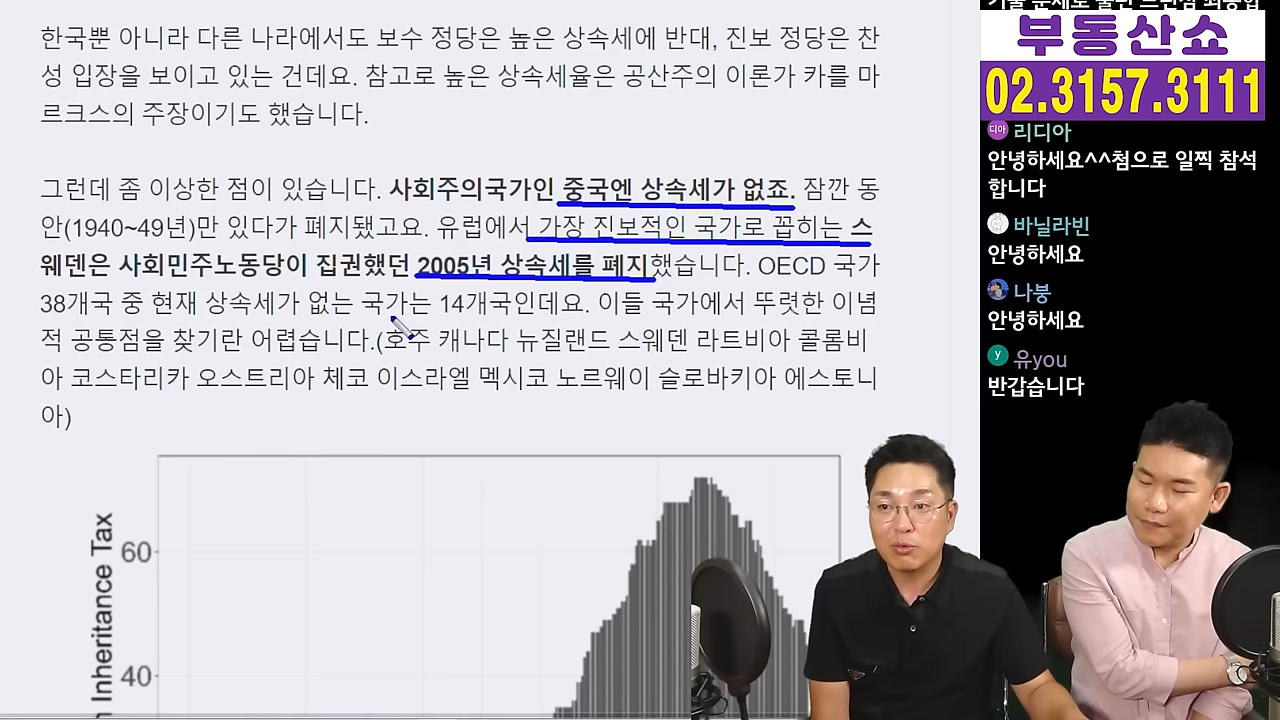 한국뿐 아니라 다른 나라에서도 보수 정당은 높은 상속세에 반대, 진보 정당은 찬
성 입장을 보이고 있는 건데요. 참고로 높은 상속세율은 공산주의 이론가 카를 마
르크스의 주장이기도 했습니다.
그런데 좀 이상한 점이 있습니다. 사회주의국가인 중국엔 상속세가 없죠. 잠깐 동
안(1940~49년)만 있다가 폐지됐고요. 유럽에서 가장 진보적인 국가로 꼽히는 스
웨덴은 사회민주노동당이 집권했던 2005년 상속세를 폐지했습니다. OECD 국가
38개국 중 현재 상속세가 없는 국가는 14개국인데요. 이들 국가에서 뚜렷한 이념
적 공통점을 찾기란 어렵습니다.(호주 캐나다 뉴질랜드 스웨덴 라트비아 콜롬비
아 코스타리카 오스트리아 체코 이스라엘 멕시코 노르웨이 슬로바키아 에스토니
아)
60
40
Inheritance Tax
부동산쇼
02.3157.3111
디아 리디아
안녕하세요^^첨으로 일찍 참석
합니다
바닐라빈
안녕하세요
나붕
안녕하세요
y 유you
반갑습니다